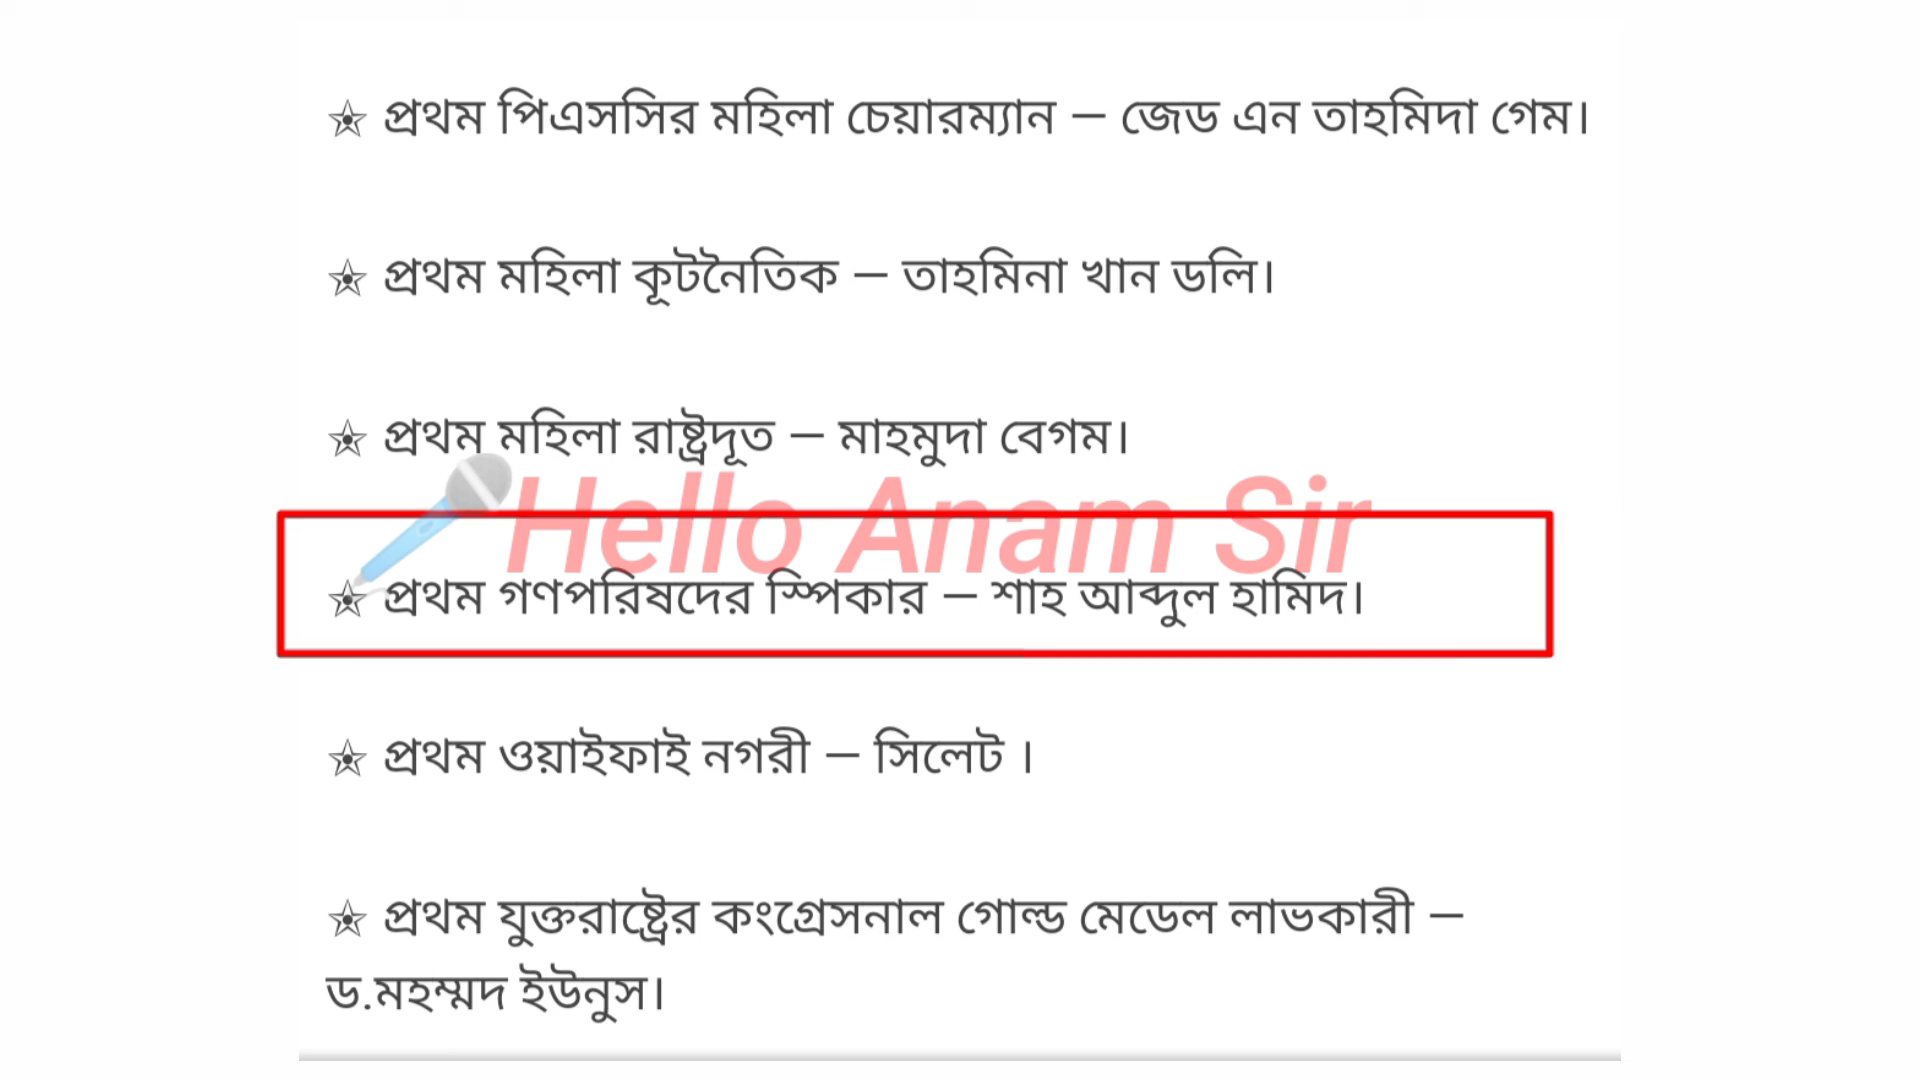 ✯ প্রথম পিএসসির মহিলা চেয়ারম্যান – জেড এন তাহমিদা গেম।
✯ প্রথম মহিলা কূটনৈতিক – তাহমিনা খান ডলি।
✯ প্রথম মহিলা রাষ্ট্রদূত – মাহমুদা বেগম।
Hello Anam Sir
✯ প্রথম গণপরিষদের স্পিকার – শাহ আব্দুল হামিদ।
✯ প্রথম ওয়াইফাই নগরী – সিলেট ।
✯ প্রথম যুক্তরাষ্ট্রের কংগ্রেসনাল গোল্ড মেডেল লাভকারী –
ড.মহম্মদ ইউনুস।